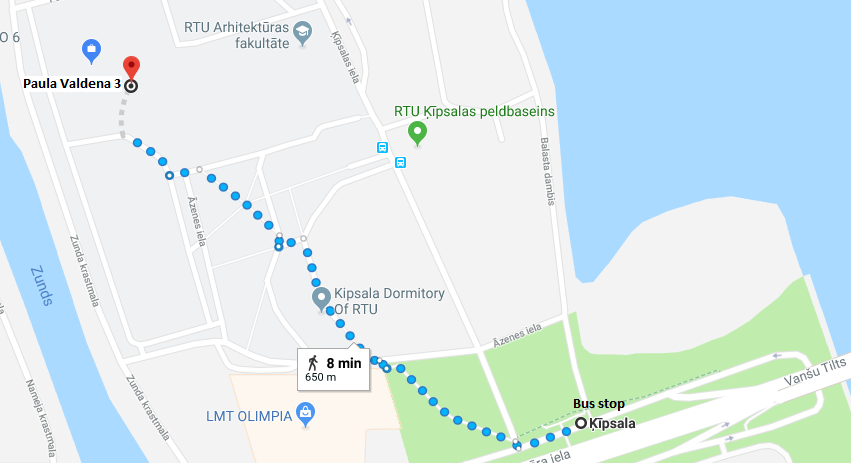 RTU Arhitektūras
fakultāte
Ķīpsalas iela
O 6
Paula Valdena 3
RTU Ķīpsalas peldbaseins
Balasta dambis
Āzenes iela
Zunda krastmala
Zunds
Kipsala Dormitory
Of RTU
Āzenes iela
8 min
650 m
Zunda krastmala
Nameja krastmala
LMT OLIMPIA
Bus stop
Ķīpsala
Vanšu Tilts
āra iela